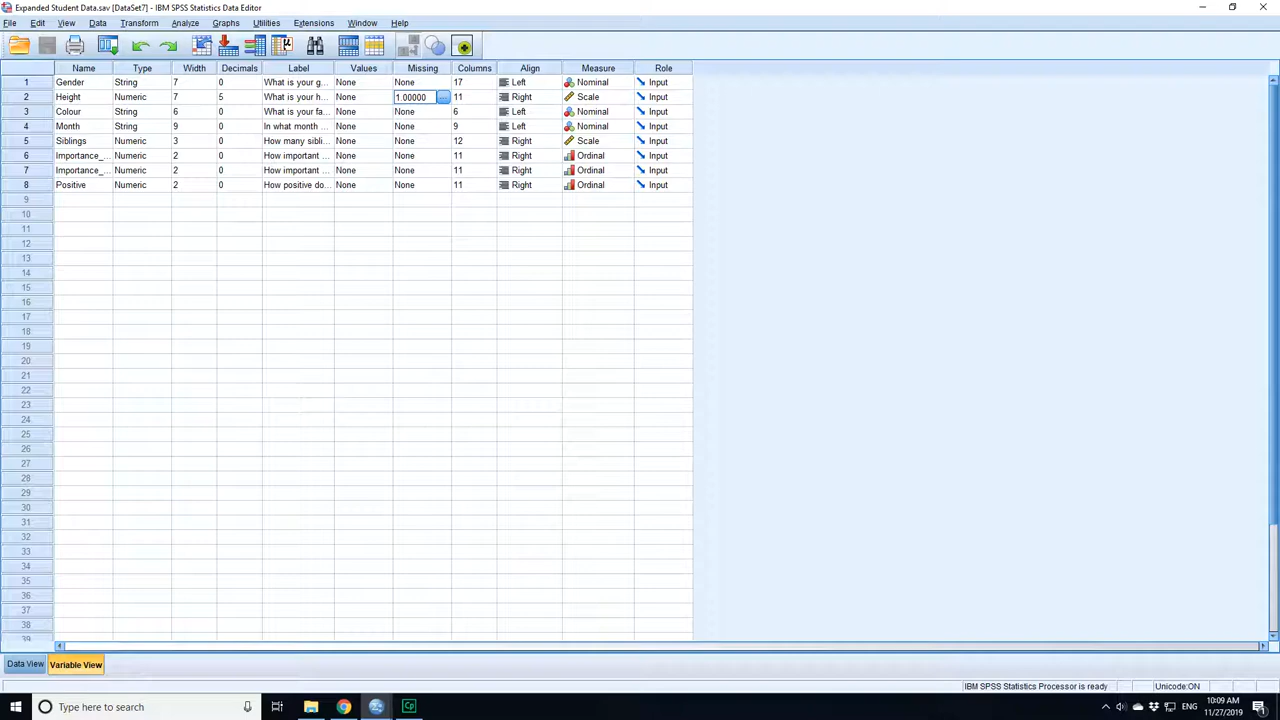 Expanded Student Data.sav [DataSet7] - IBM SPSS Statistics Data Editor
File Edit View Data Transform Analyze Graphs Utilities Extensions Window Help
Name Type Width Decimals Label Values Missing Columns Align Measure Role
1 Gender String 7 0 What is your g... None None 17 Left Nominal Input
2 Height Numeric 7 5 What is your h... None 1.00000 ... 11 Right Scale Input
3 Colour String 6 0 What is your fa... None None 6 Left Nominal Input
4 Month String 9 0 In what month ... None None 9 Left Nominal Input
5 Siblings Numeric 3 0 How many sibli... None None 12 Right Scale Input
6 Importance_... Numeric 2 0 How important ... None None 11 Right Ordinal Input
7 Importance_... Numeric 2 0 How important ... None None 11 Right Ordinal Input
8 Positive Numeric 2 0 How positive do... None None 11 Right Ordinal Input
9
10
11
12
13
14
15
16
17
18
19
20
21
22
23
24
25
26
27
28
29
30
31
32
33
34
35
36
37
38
39
Data View Variable View
IBM SPSS Statistics Processor is ready Unicode:ON
Type here to search Cp ENG 10:09 AM
11/27/2019 1